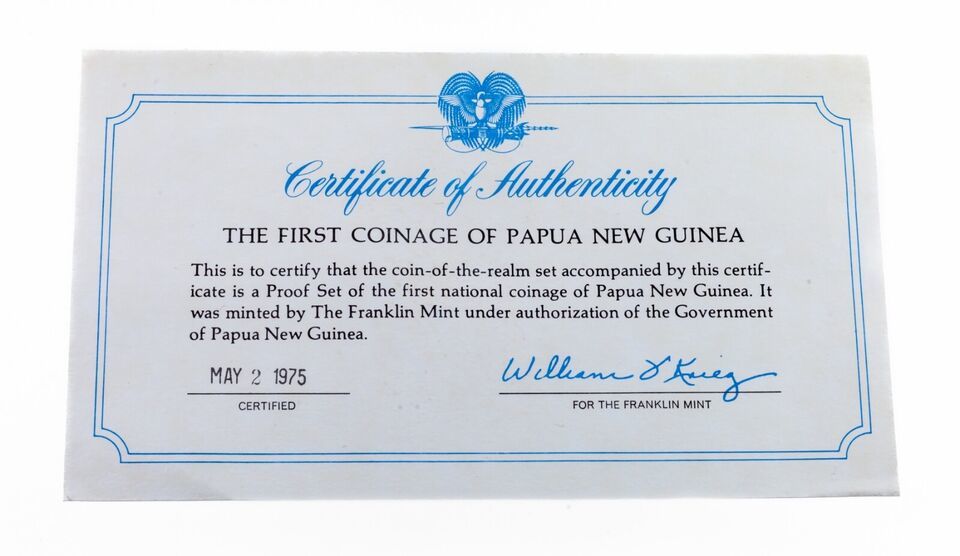 Certificate of Authenticity
THE FIRST COINAGE OF PAPUA NEW GUINEA
This is to certify that the coin-of-the-realm set accompanied by this certif-
icate is a Proof Set of the first national coinage of Papua New Guinea. It
was minted by The Franklin Mint under authorization of the Government
of Papua New Guinea.
MAY 2 1975
William F Krieg
CERTIFIED
FOR THE FRANKLIN MINT